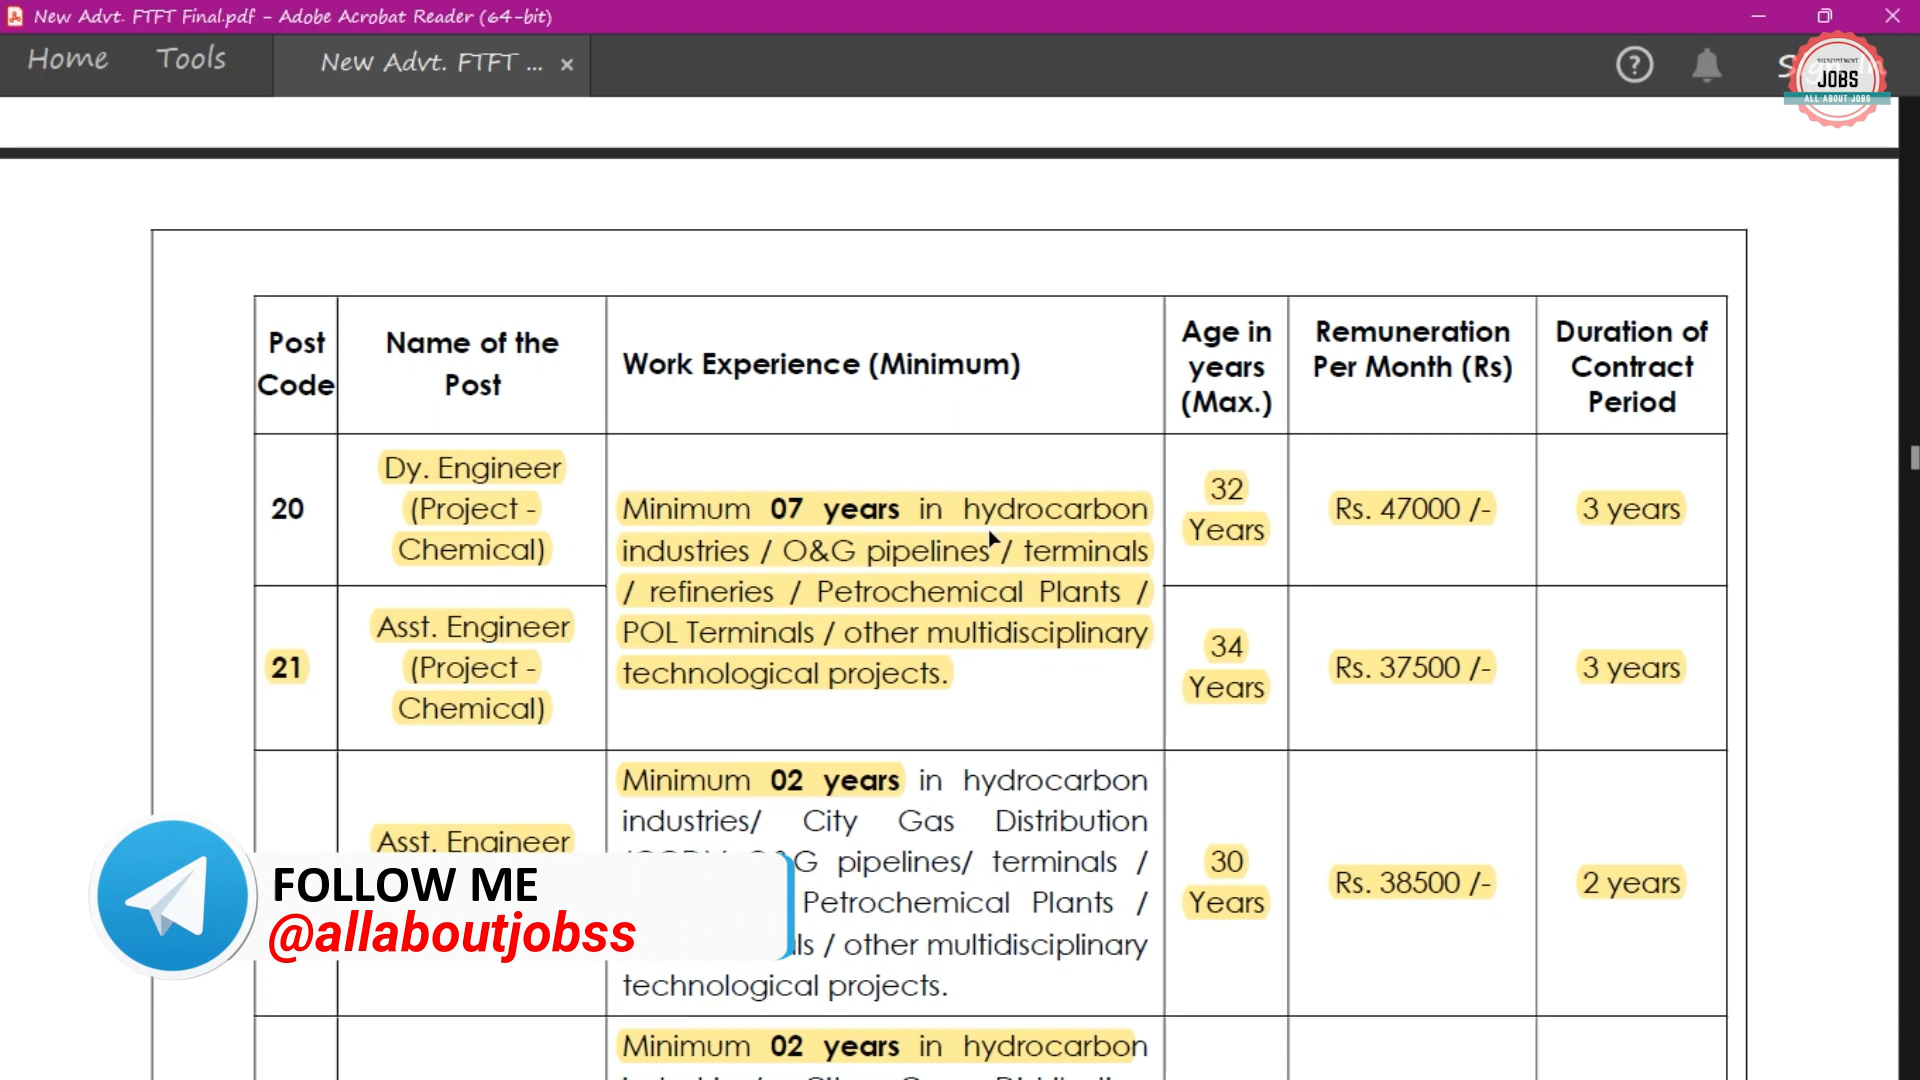 New Advt. FTFT Final.pdf - Adobe Acrobat Reader (64-bit)
Home
Tools
New Advt. FTFT ...
RECRUITMENT
JOBS
ALL ABOUT JOBS
Post
Code
Name of the
Post
Work Experience (Minimum)
Age in
years
(Max.)
Remuneration
Per Month (Rs)
Duration of
Contract
Period
20
Dy. Engineer
(Project -
Chemical)
Minimum 07 years in hydrocarbon
industries / O&G pipelines / terminals
/ refineries / Petrochemical Plants /
POL Terminals / other multidisciplinary
technological projects.
32
Years
Rs. 47000 /-
3 years
21
Asst. Engineer
(Project -
Chemical)
34
Years
Rs. 37500 /-
3 years
Asst. Engineer
Minimum 02 years in hydrocarbon
industries/ City Gas Distribution
pipelines/ terminals /
Petrochemical Plants /
/ other multidisciplinary
technological projects.
30
Years
Rs. 38500 /-
2 years
Minimum 02 years in hydrocarbon
FOLLOW ME
@allaboutjobss